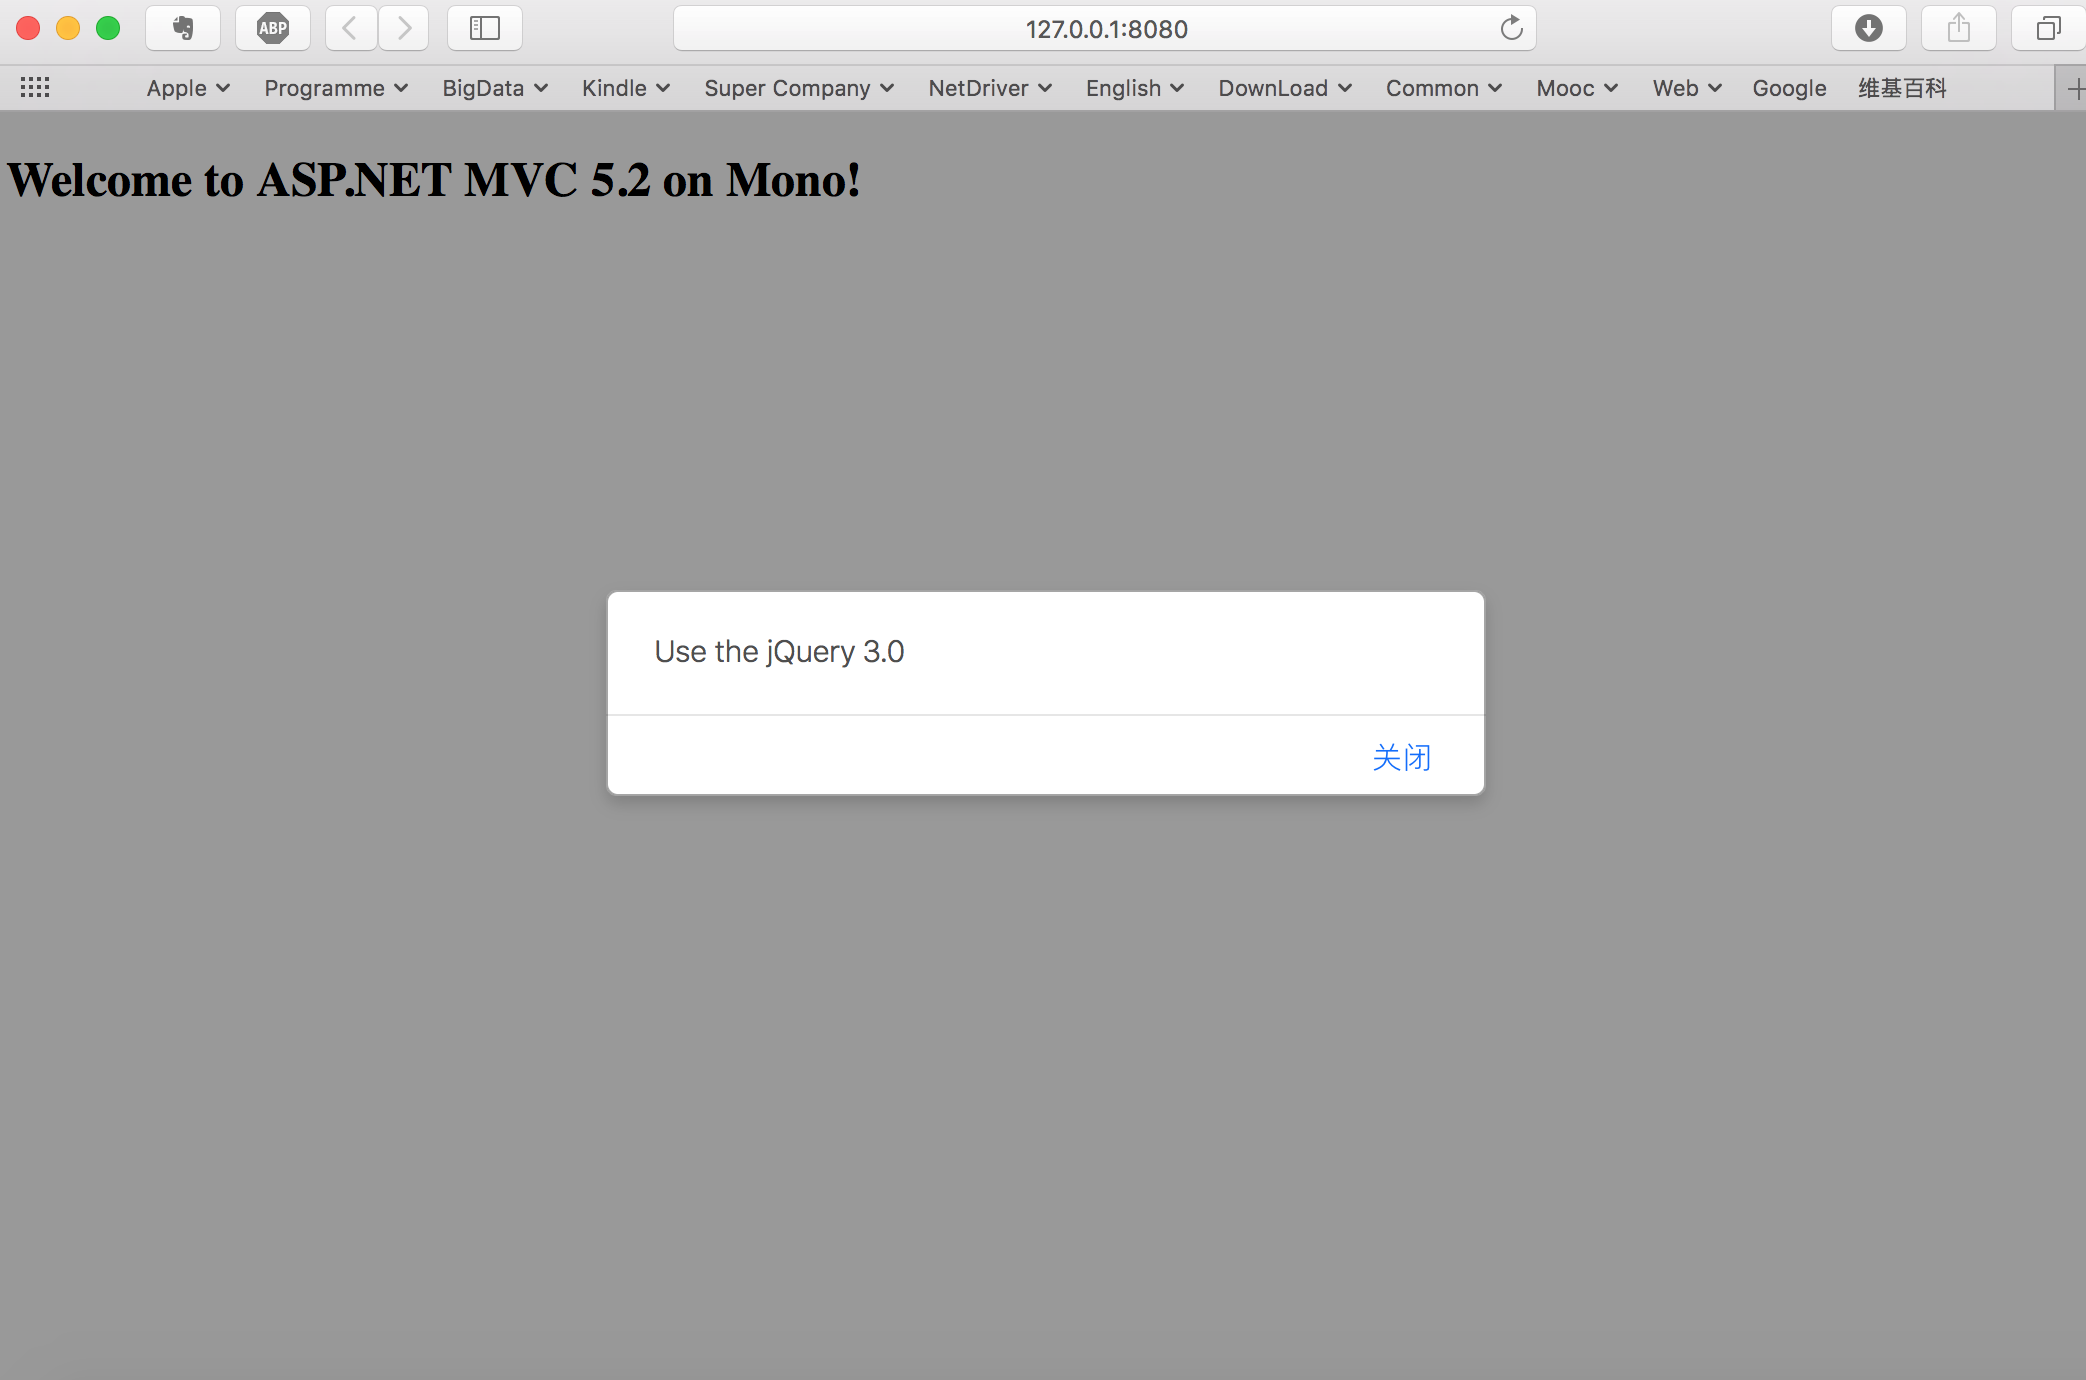 ABP
127.0.0.1:8080
Apple Programme BigData Kindle Super Company NetDriver English DownLoad Common Mooc Web Google 维基百科
Welcome to ASP.NET MVC 5.2 on Mono!
Use the jQuery 3.0
关闭